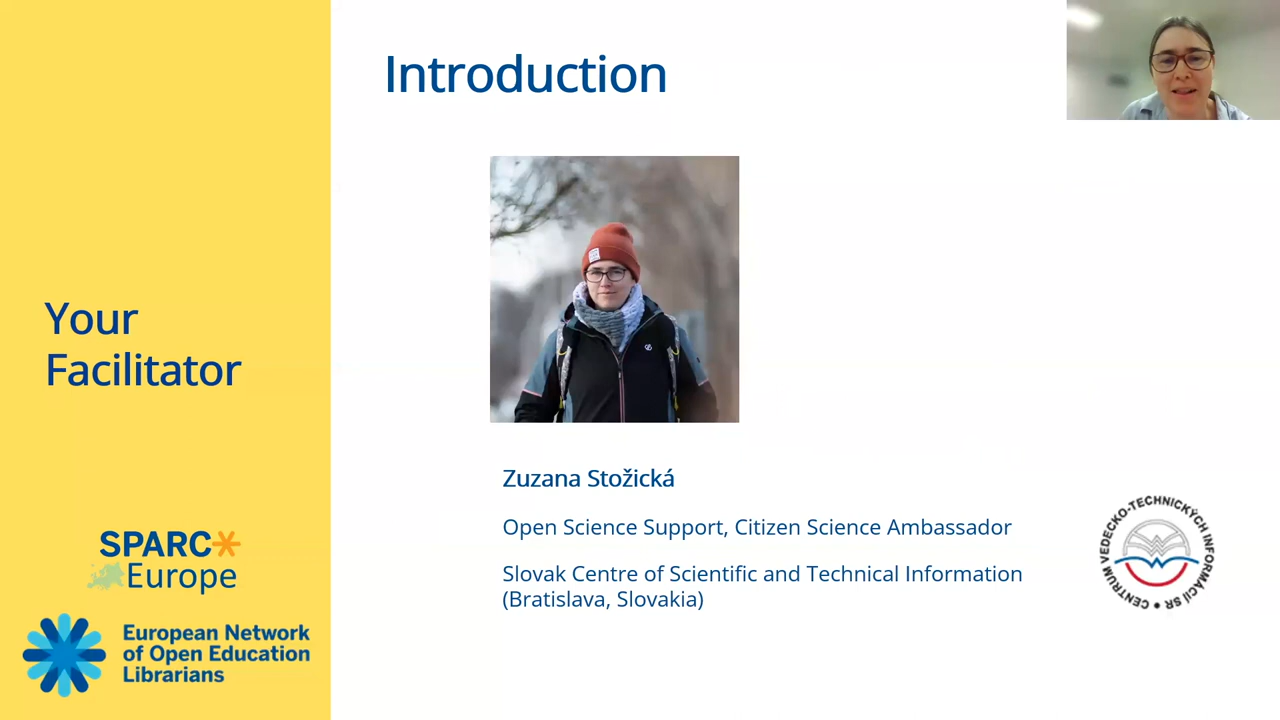 Introduction
Your
Facilitator
Zuzana Stožická
Open Science Support, Citizen Science Ambassador
Slovak Centre of Scientific and Technical Information
(Bratislava, Slovakia)
SPARC
Europe
European Network
of Open Education
Librarians
CENTRUM VEDECKO-TECHNICKÝCH INFORMÁCIÍ SR